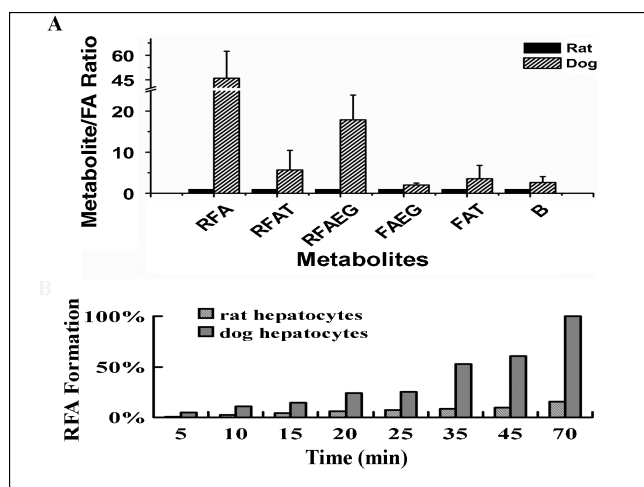 A
Metabolite/FA Ratio
60
45
20
10
0
Rat
Dog
RFA
RFAT
RFAEG
FAEG
FAT
B
Metabolites
B
RFA Formation
100%
50%
0%
rat hepatocytes
dog hepatocytes
5 10 15 20 25 35 45 70
Time (min)